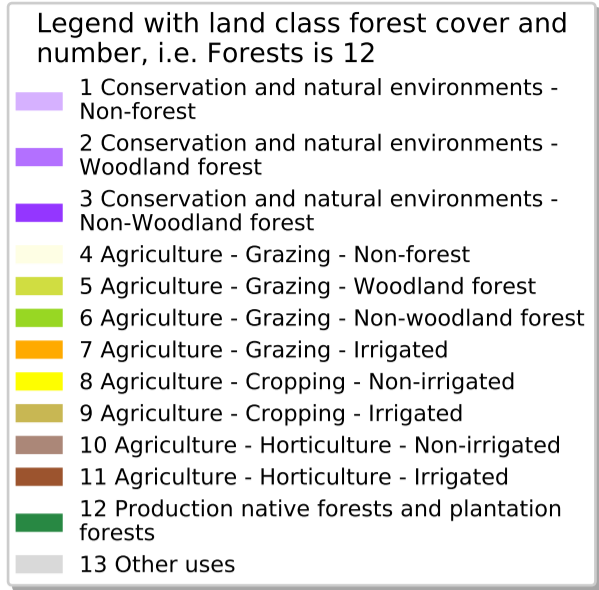 Legend with land class forest cover and
number, i.e. Forests is 12
1 Conservation and natural environments -
Non-forest
2 Conservation and natural environments -
Woodland forest
3 Conservation and natural environments -
Non-Woodland forest
4 Agriculture - Grazing - Non-forest
5 Agriculture - Grazing - Woodland forest
6 Agriculture - Grazing - Non-woodland forest
7 Agriculture - Grazing - Irrigated
8 Agriculture - Cropping - Non-irrigated
9 Agriculture - Cropping - Irrigated
10 Agriculture - Horticulture - Non-irrigated
11 Agriculture - Horticulture - Irrigated
12 Production native forests and plantation
forests
13 Other uses